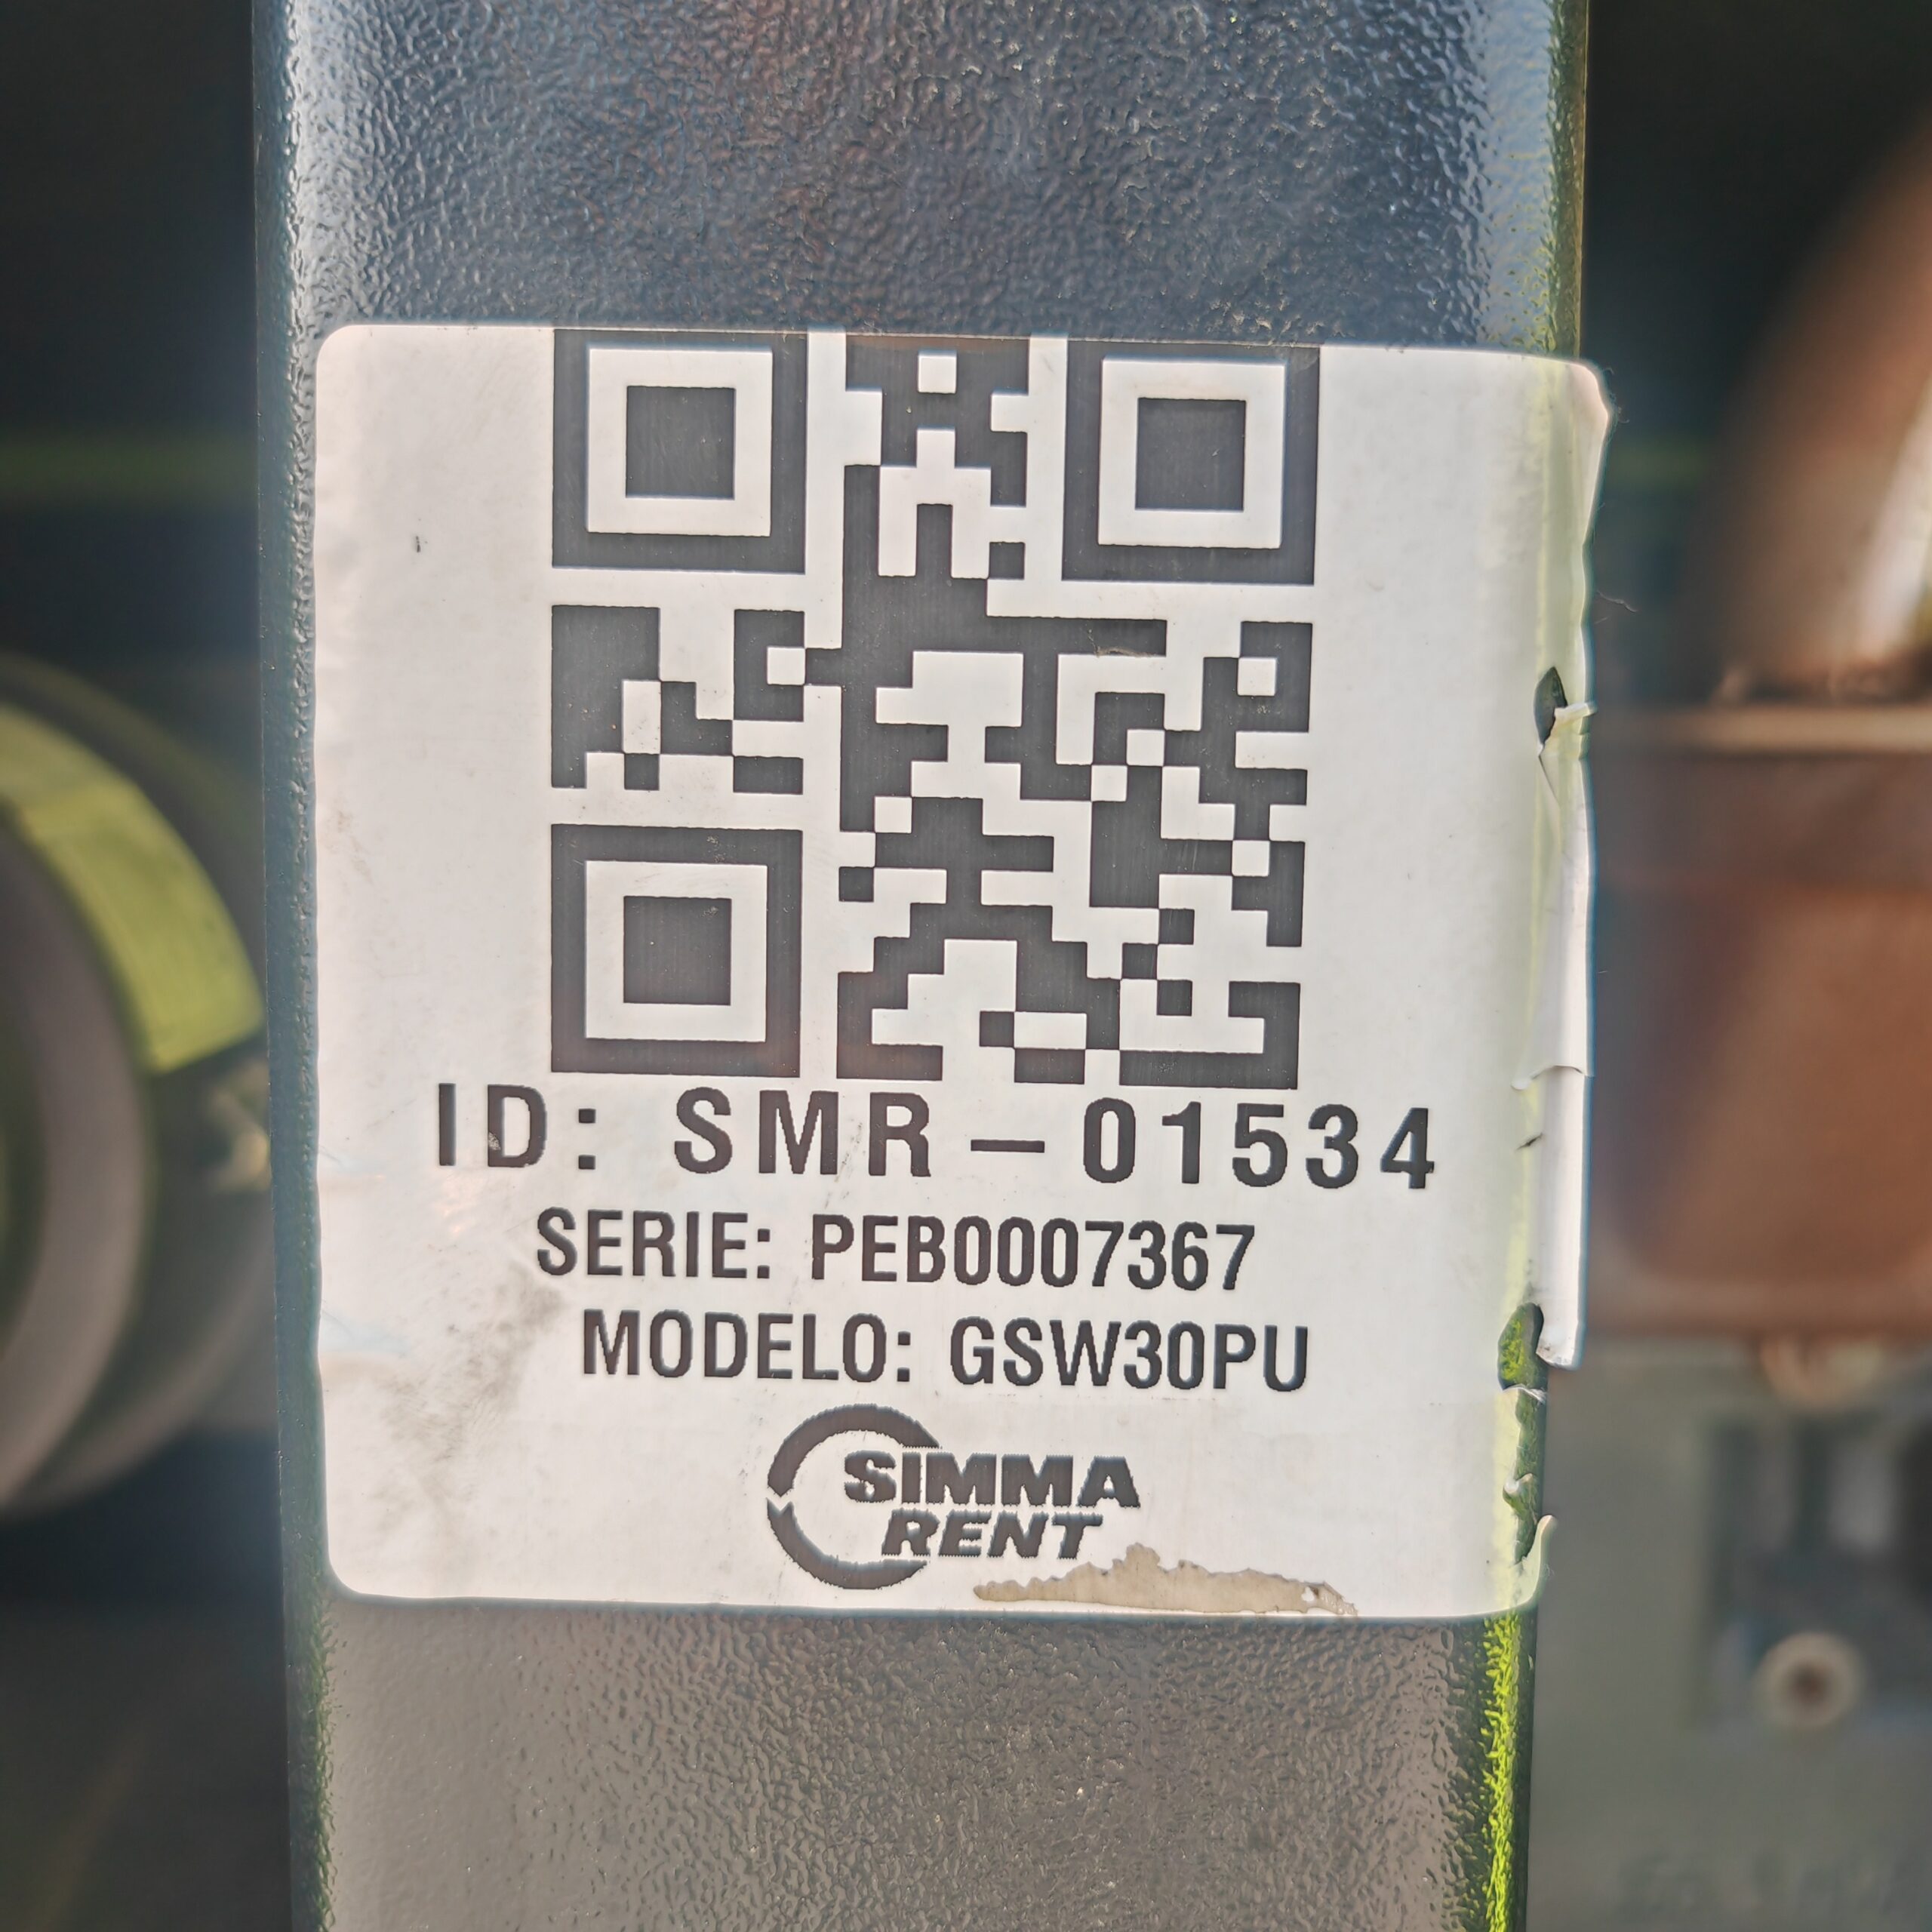 ID: SMR-01534
SERIE: PEB0007367
MODELO: GSW30PU
SIMMA
RENT